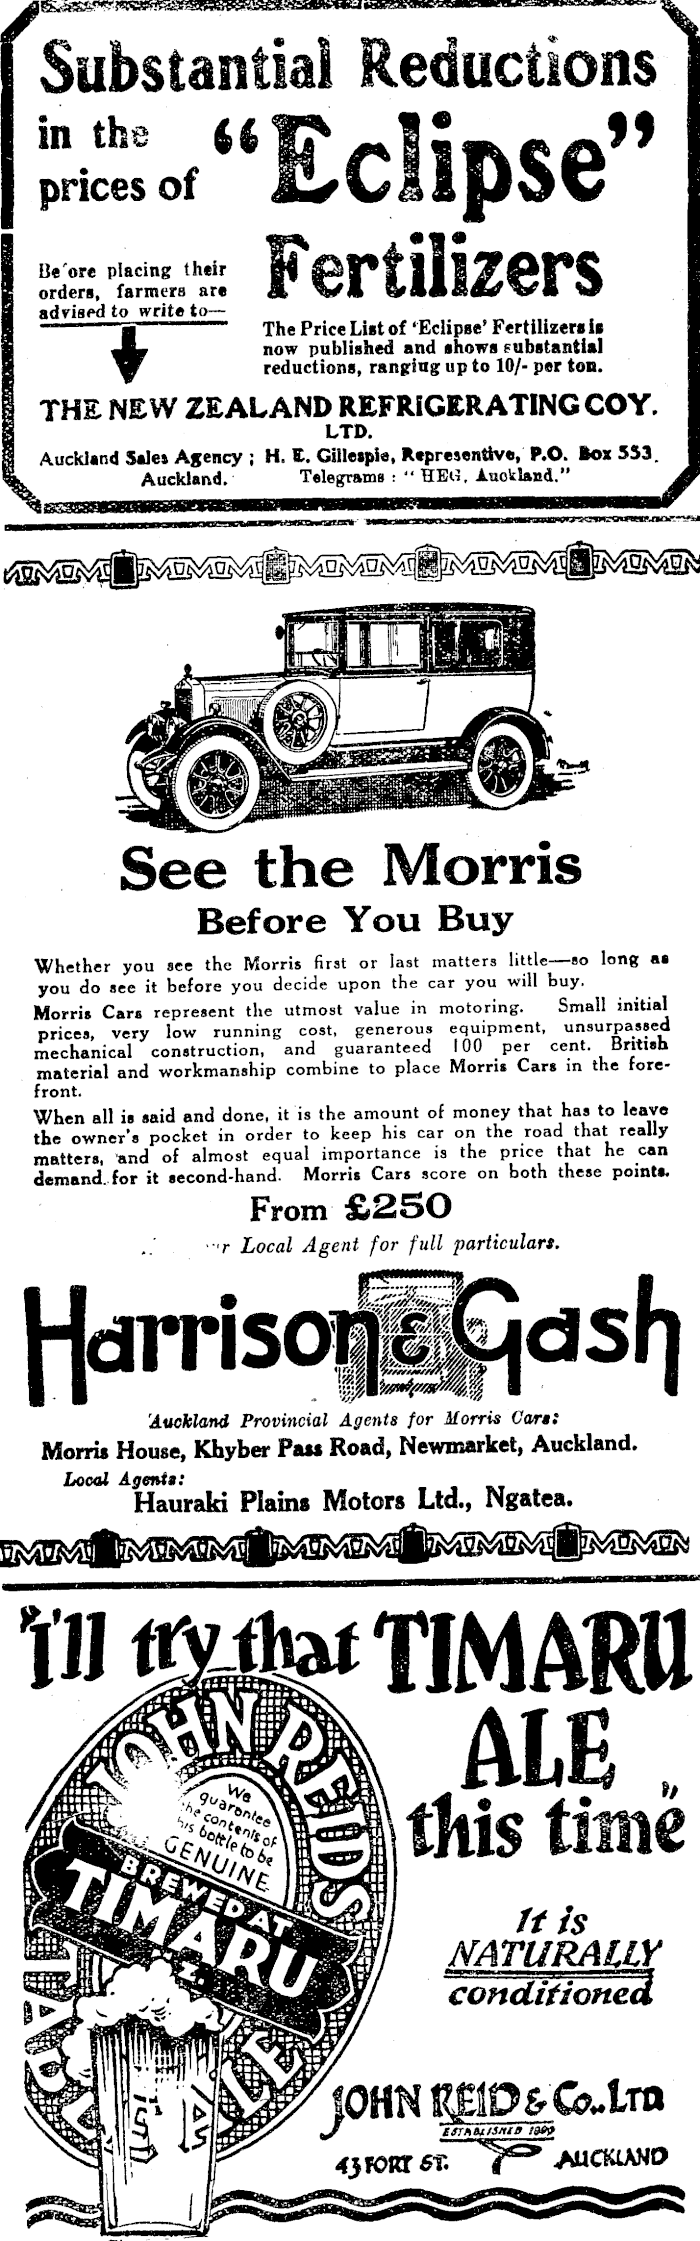 Substantial Reductions
in the "Eclipse"
prices of
Fertilizers
Before placing their
orders, farmers are
advised to write to—
The Price List of 'Eclipse' Fertilizers is
now published and shows substantial
reductions, ranging up to 10/- per ton.
THE NEW ZEALAND REFRIGERATING COY.
LTD.
Auckland Sales Agency ; H. E. Gillespie, Representive, P.O. Box 553,
Auckland. Telegrams : " HEG, Auckland."
See the Morris
Before You Buy
Whether you see the Morris first or last matters little—so long as
you do see it before you decide upon the car you will buy.
Morris Cars represent the utmost value in motoring. Small initial
prices, very low running cost, generous equipment, unsurpassed
mechanical construction, and guaranteed 100 per cent. British
material and workmanship combine to place Morris Cars in the fore-
front.
When all is said and done, it is the amount of money that has to leave
the owner's pocket in order to keep his car on the road that really
matters, and of almost equal importance is the price that he can
demand for it second-hand. Morris Cars score on both these points.
From £250
Local Agent for full particulars.
Harrison & Gash
Auckland Provincial Agents for Morris Cars:
Morris House, Khyber Pass Road, Newmarket, Auckland.
Local Agents:
Hauraki Plains Motors Ltd., Ngatea.
"I'll try that TIMARU
ALE
this time"
JOHN REIDS
We
guarantee
the contents of
this bottle to be
GENUINE
BREWED AT
TIMARU
It is
NATURALLY
conditioned
JOHN REID & Co., LTD
ESTABLISHED
43 FORT ST. AUCKLAND